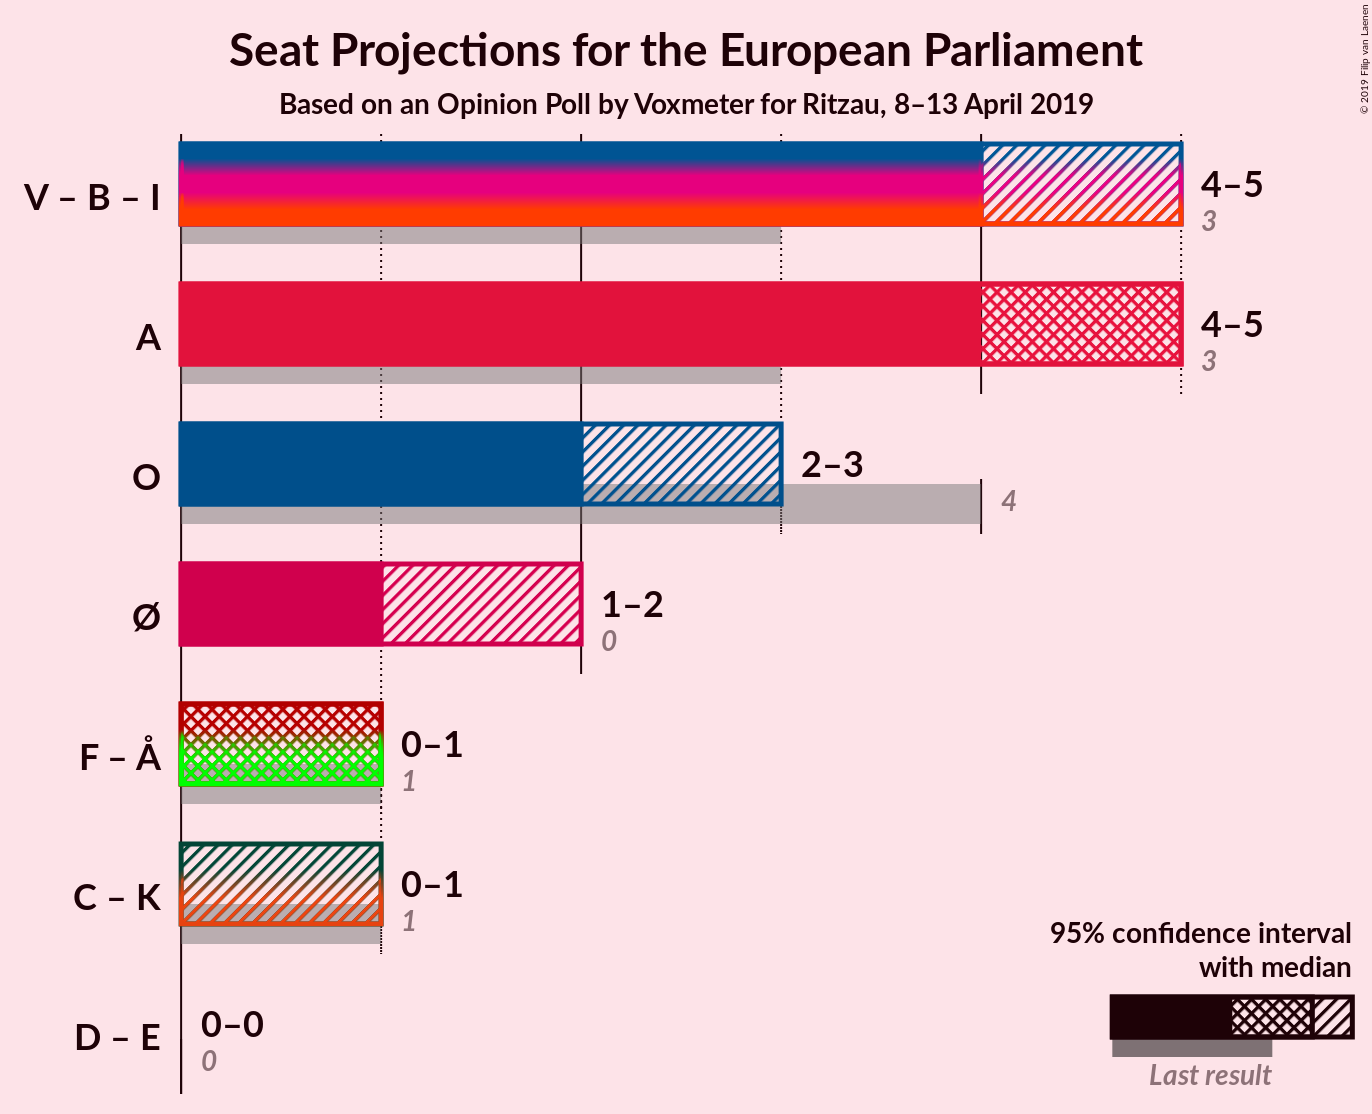 Seat Projections for the European Parliament
Based on an Opinion Poll by Voxmeter for Ritzau, 8–13 April 2019
© 2019 Filip van Laenen
V – B – I
4–5
3
A
4–5
3
O
2–3
4
Ø
1–2
0
F – Å
0–1
1
C – K
0–1
1
D – E
0–0
0
95% confidence interval
with median
Last result